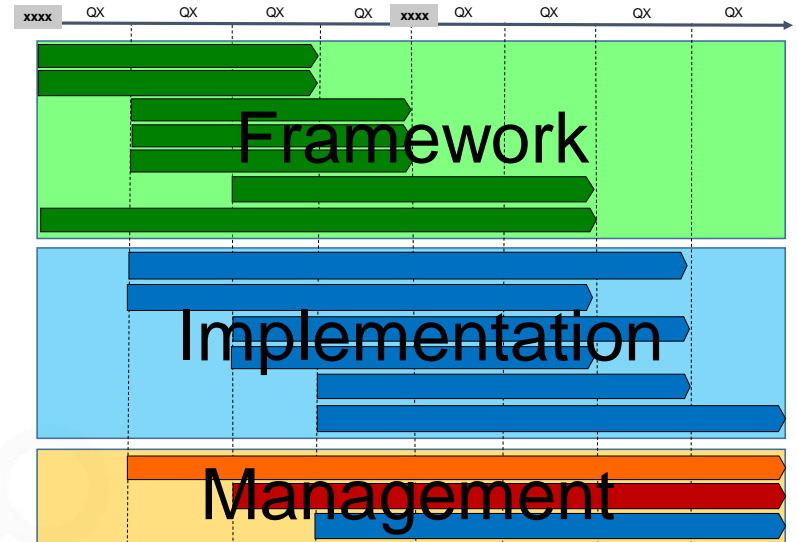 xxxx QX QX QX QX xxxx QX QX QX QX
Framework
Implementation
Management